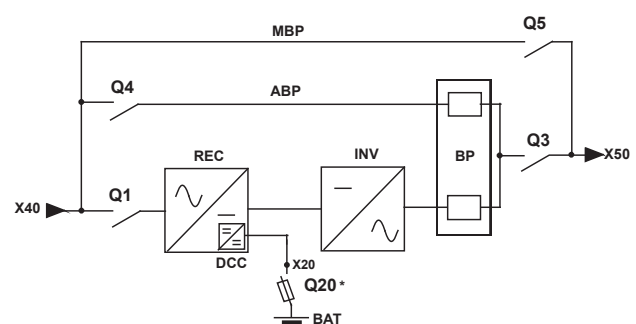 Q5
MBP
Q4
ABP
REC
INV
BP
Q3
X50
Q1
X40
DCC
X20
Q20*
BAT